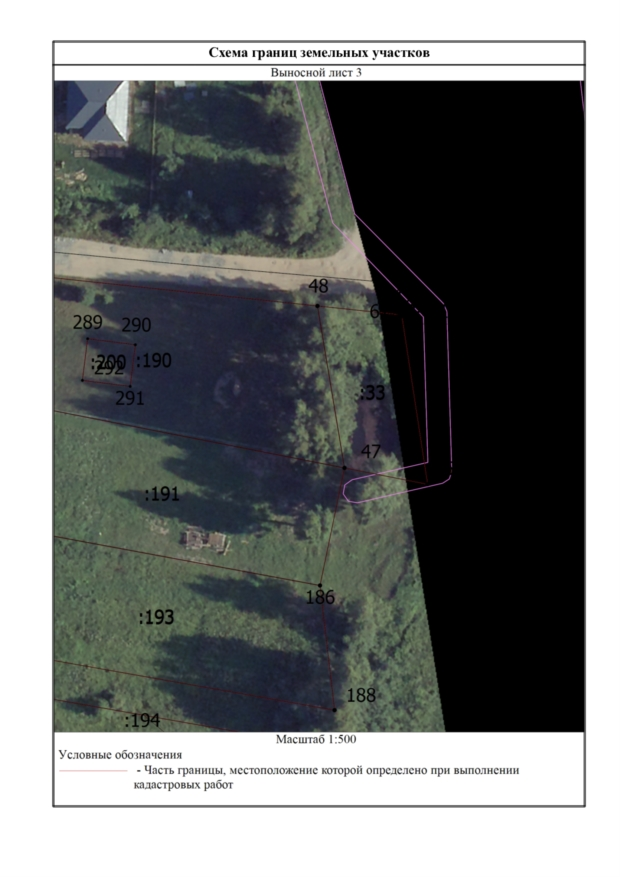 Схема границ земельных участков
Выносной лист 3
48
6
289
290
:200
292
:190
291
:33
47
:191
186
:193
188
:194
Масштаб 1:500
Условные обозначения
- Часть границы, местоположение которой определено при выполнении
кадастровых работ